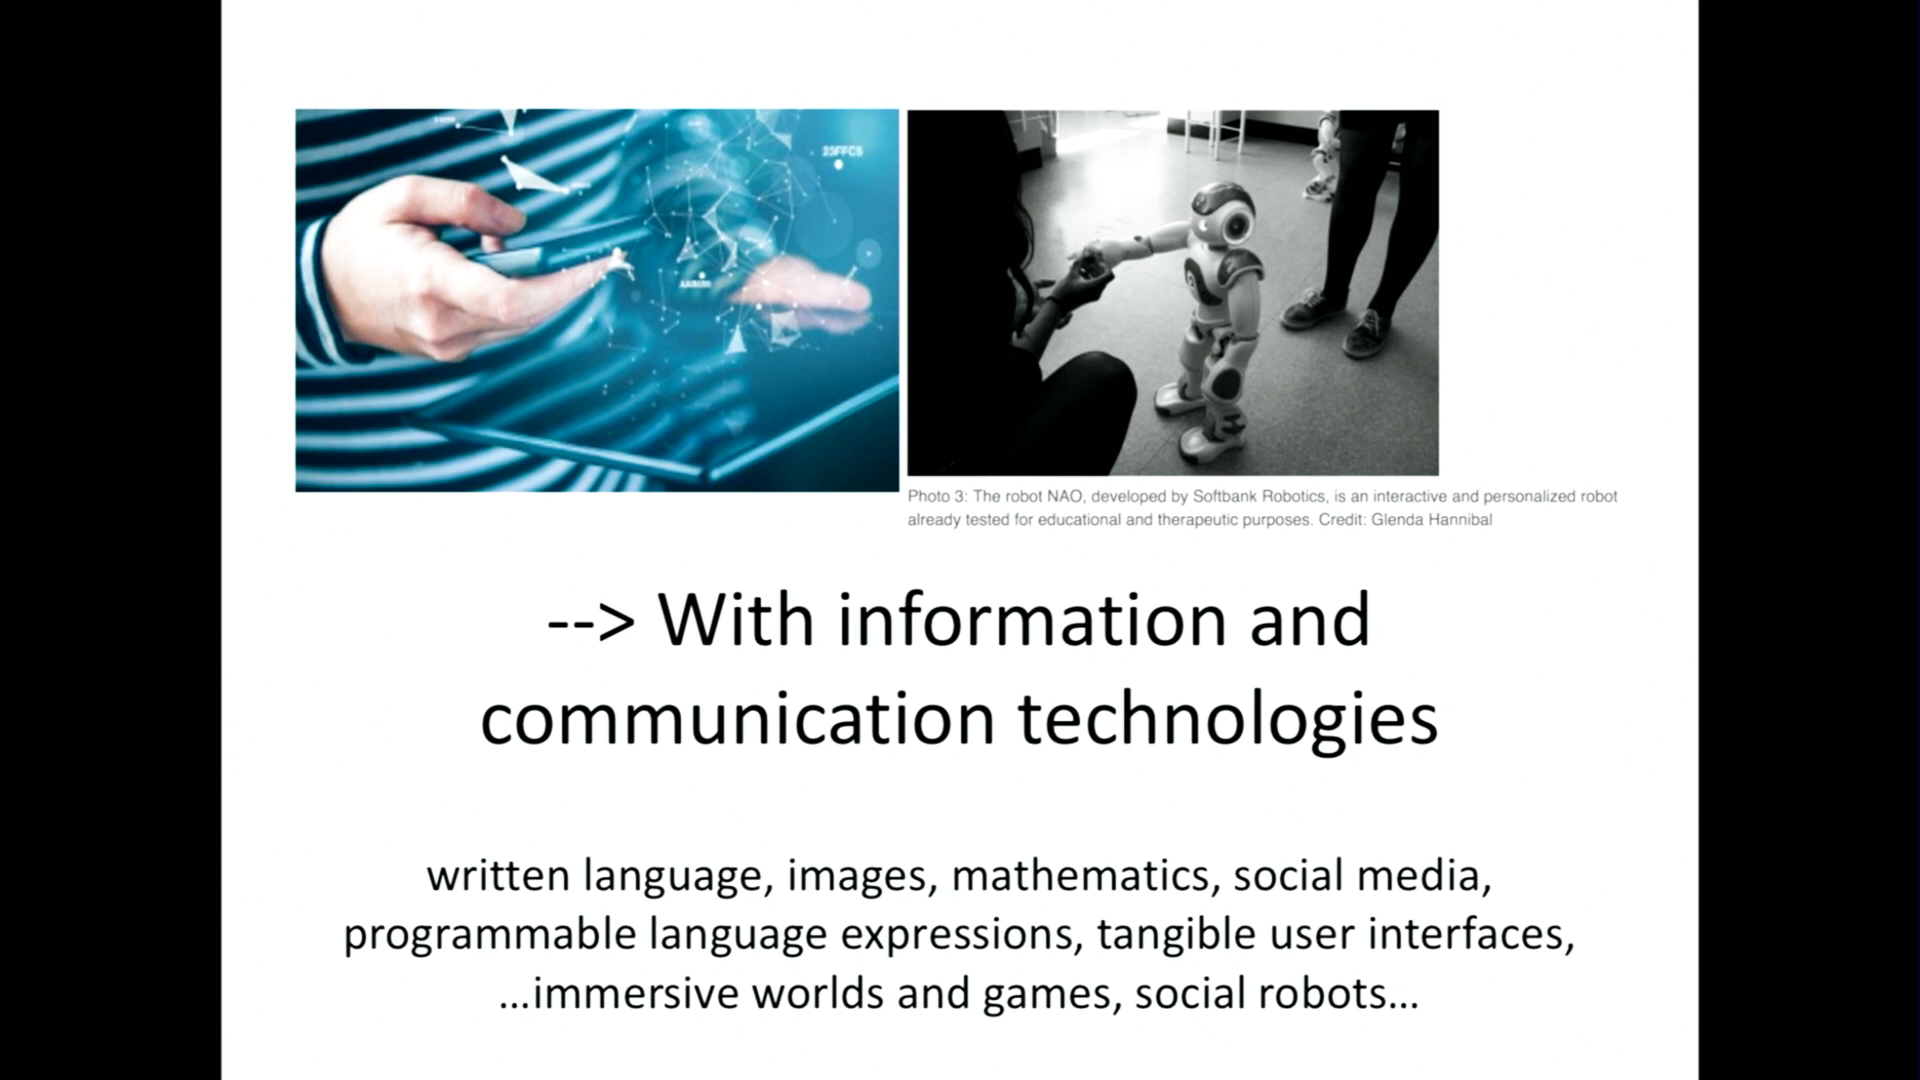 23FFC5
Photo 3: The robot NAO, developed by Softbank Robotics, is an interactive and personalized robot
already tested for educational and therapeutic purposes. Credit: Glenda Hannibal
--> With information and
communication technologies
written language, images, mathematics, social media,
programmable language expressions, tangible user interfaces,
...immersive worlds and games, social robots...